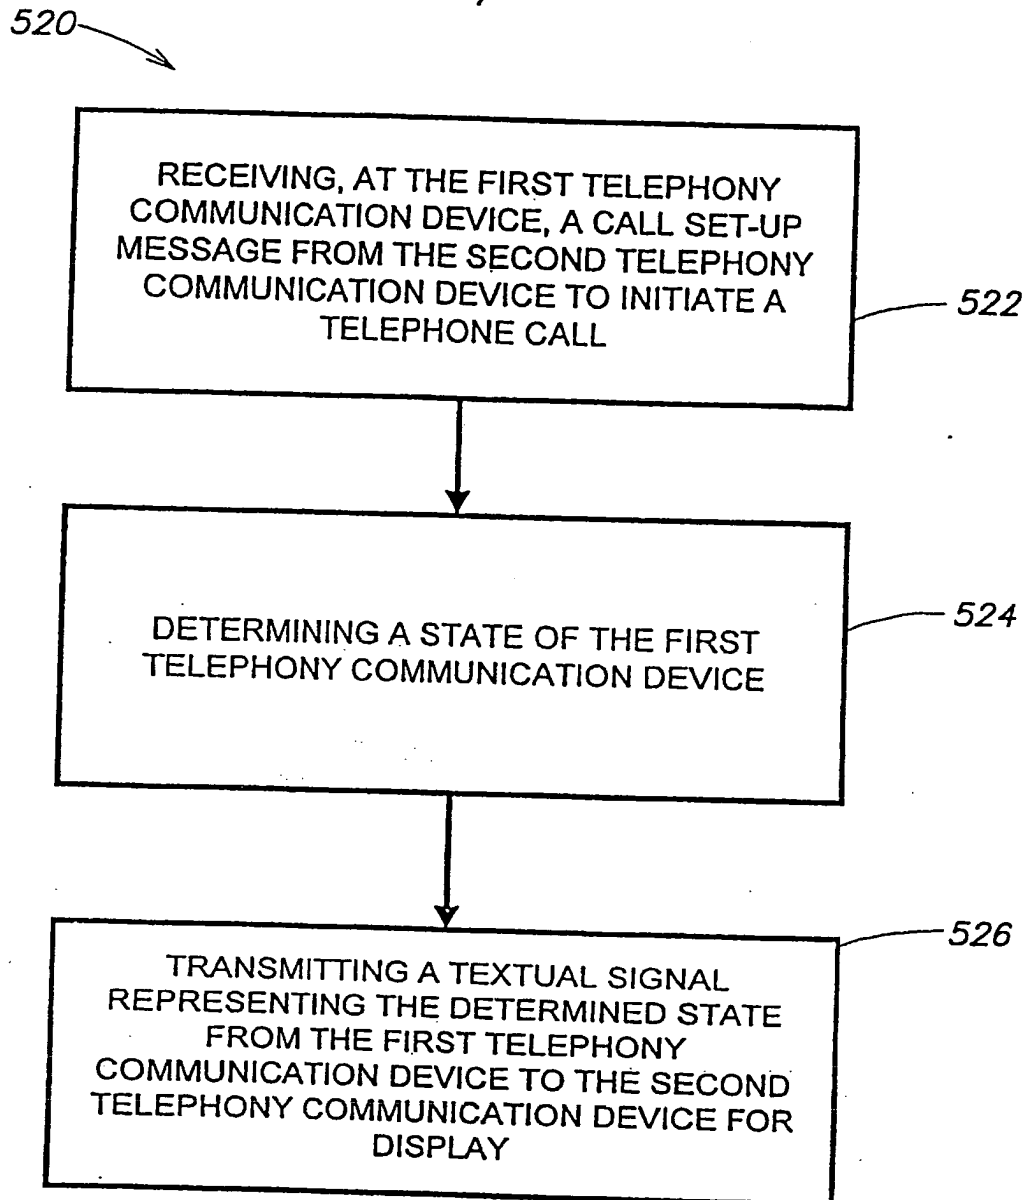 520
RECEIVING, AT THE FIRST TELEPHONY
COMMUNICATION DEVICE, A CALL SET-UP
MESSAGE FROM THE SECOND TELEPHONY
COMMUNICATION DEVICE TO INITIATE A
TELEPHONE CALL
522
DETERMINING A STATE OF THE FIRST
TELEPHONY COMMUNICATION DEVICE
524
TRANSMITTING A TEXTUAL SIGNAL
REPRESENTING THE DETERMINED STATE
FROM THE FIRST TELEPHONY
COMMUNICATION DEVICE TO THE SECOND
TELEPHONY COMMUNICATION DEVICE FOR
DISPLAY
526